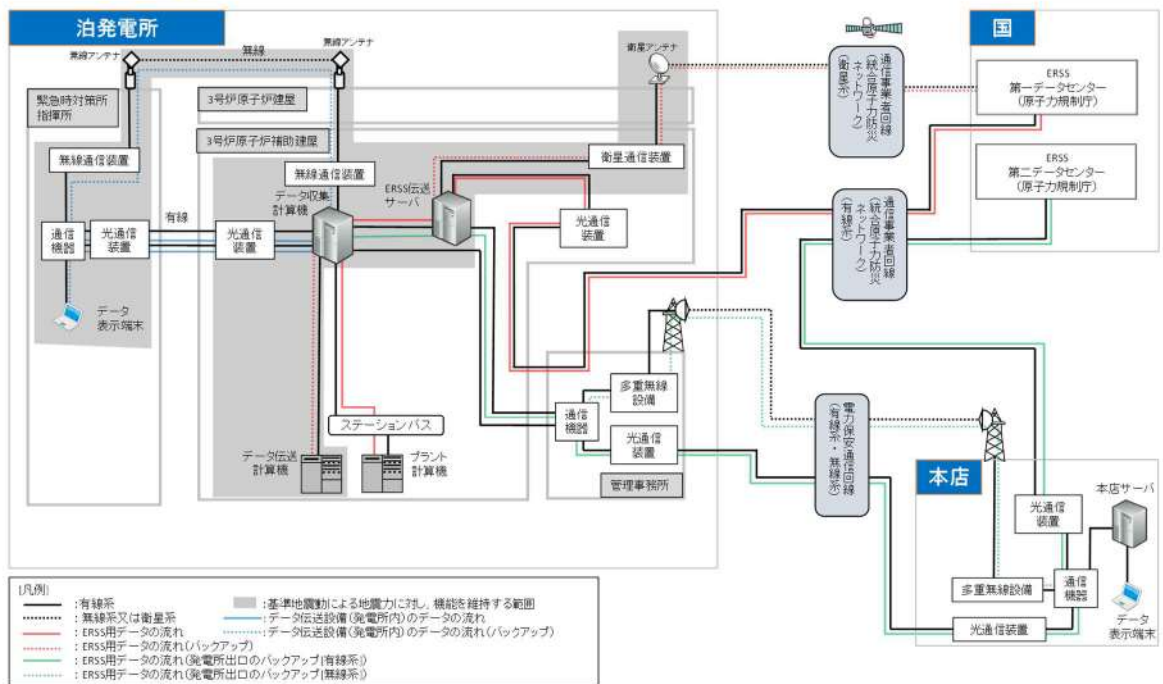 泊発電所
無線アンテナ
無線
無線アンテナ
衛星アンテナ
通信事業者回線
(統合原子力防災
ネットワーク)
(衛星系)
国
ERSS
第一データセンター
(原子力規制庁)
緊急時対策所
指揮所
3号炉原子炉建屋
3号炉原子炉補助建屋
無線通信装置
無線通信装置
衛星通信装置
ERSS
第二データセンター
(原子力規制庁)
データ収集
計算機
ERSS伝送
サーバ
有線
通信
機器
光通信
装置
光通信
装置
光通信
装置
通信事業者回線
(統合原子力防災
ネットワーク)
(有線系)
データ
表示端末
多重無線
設備
通信
機器
光通信
装置
管理事務所
ステーションバス
データ伝送
計算機
プラント
計算機
電力保安通信回線
(有線系・無線系)
本店
本店サーバ
光通信
装置
多重無線設備
通信
機器
光通信装置
データ
表示端末
[凡例]
:有線系
:無線系又は衛星系
:ERSS用データの流れ
:ERSS用データの流れ(バックアップ)
:ERSS用データの流れ(発電所出口のバックアップ[有線系])
:ERSS用データの流れ(発電所出口のバックアップ[無線系])
:基準地震動による地震力に対し、機能を維持する範囲
:データ伝送設備(発電所内)のデータの流れ
:データ伝送設備(発電所内)のデータの流れ(バックアップ)